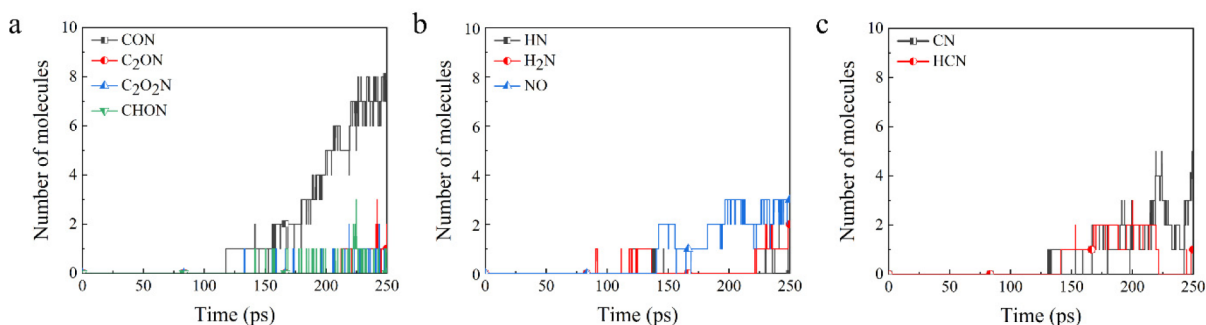 a
10
8
6
4
2
0
Number of molecules
CON
C₂ON
C₂O₂N
CHON
0 50 100 150 200 250
Time (ps)
b
10
8
6
4
2
0
Number of molecules
HN
H₂N
NO
0 50 100 150 200 250
Time (ps)
c
10
8
6
4
2
0
Number of molecules
CN
HCN
0 50 100 150 200 250
Time (ps)